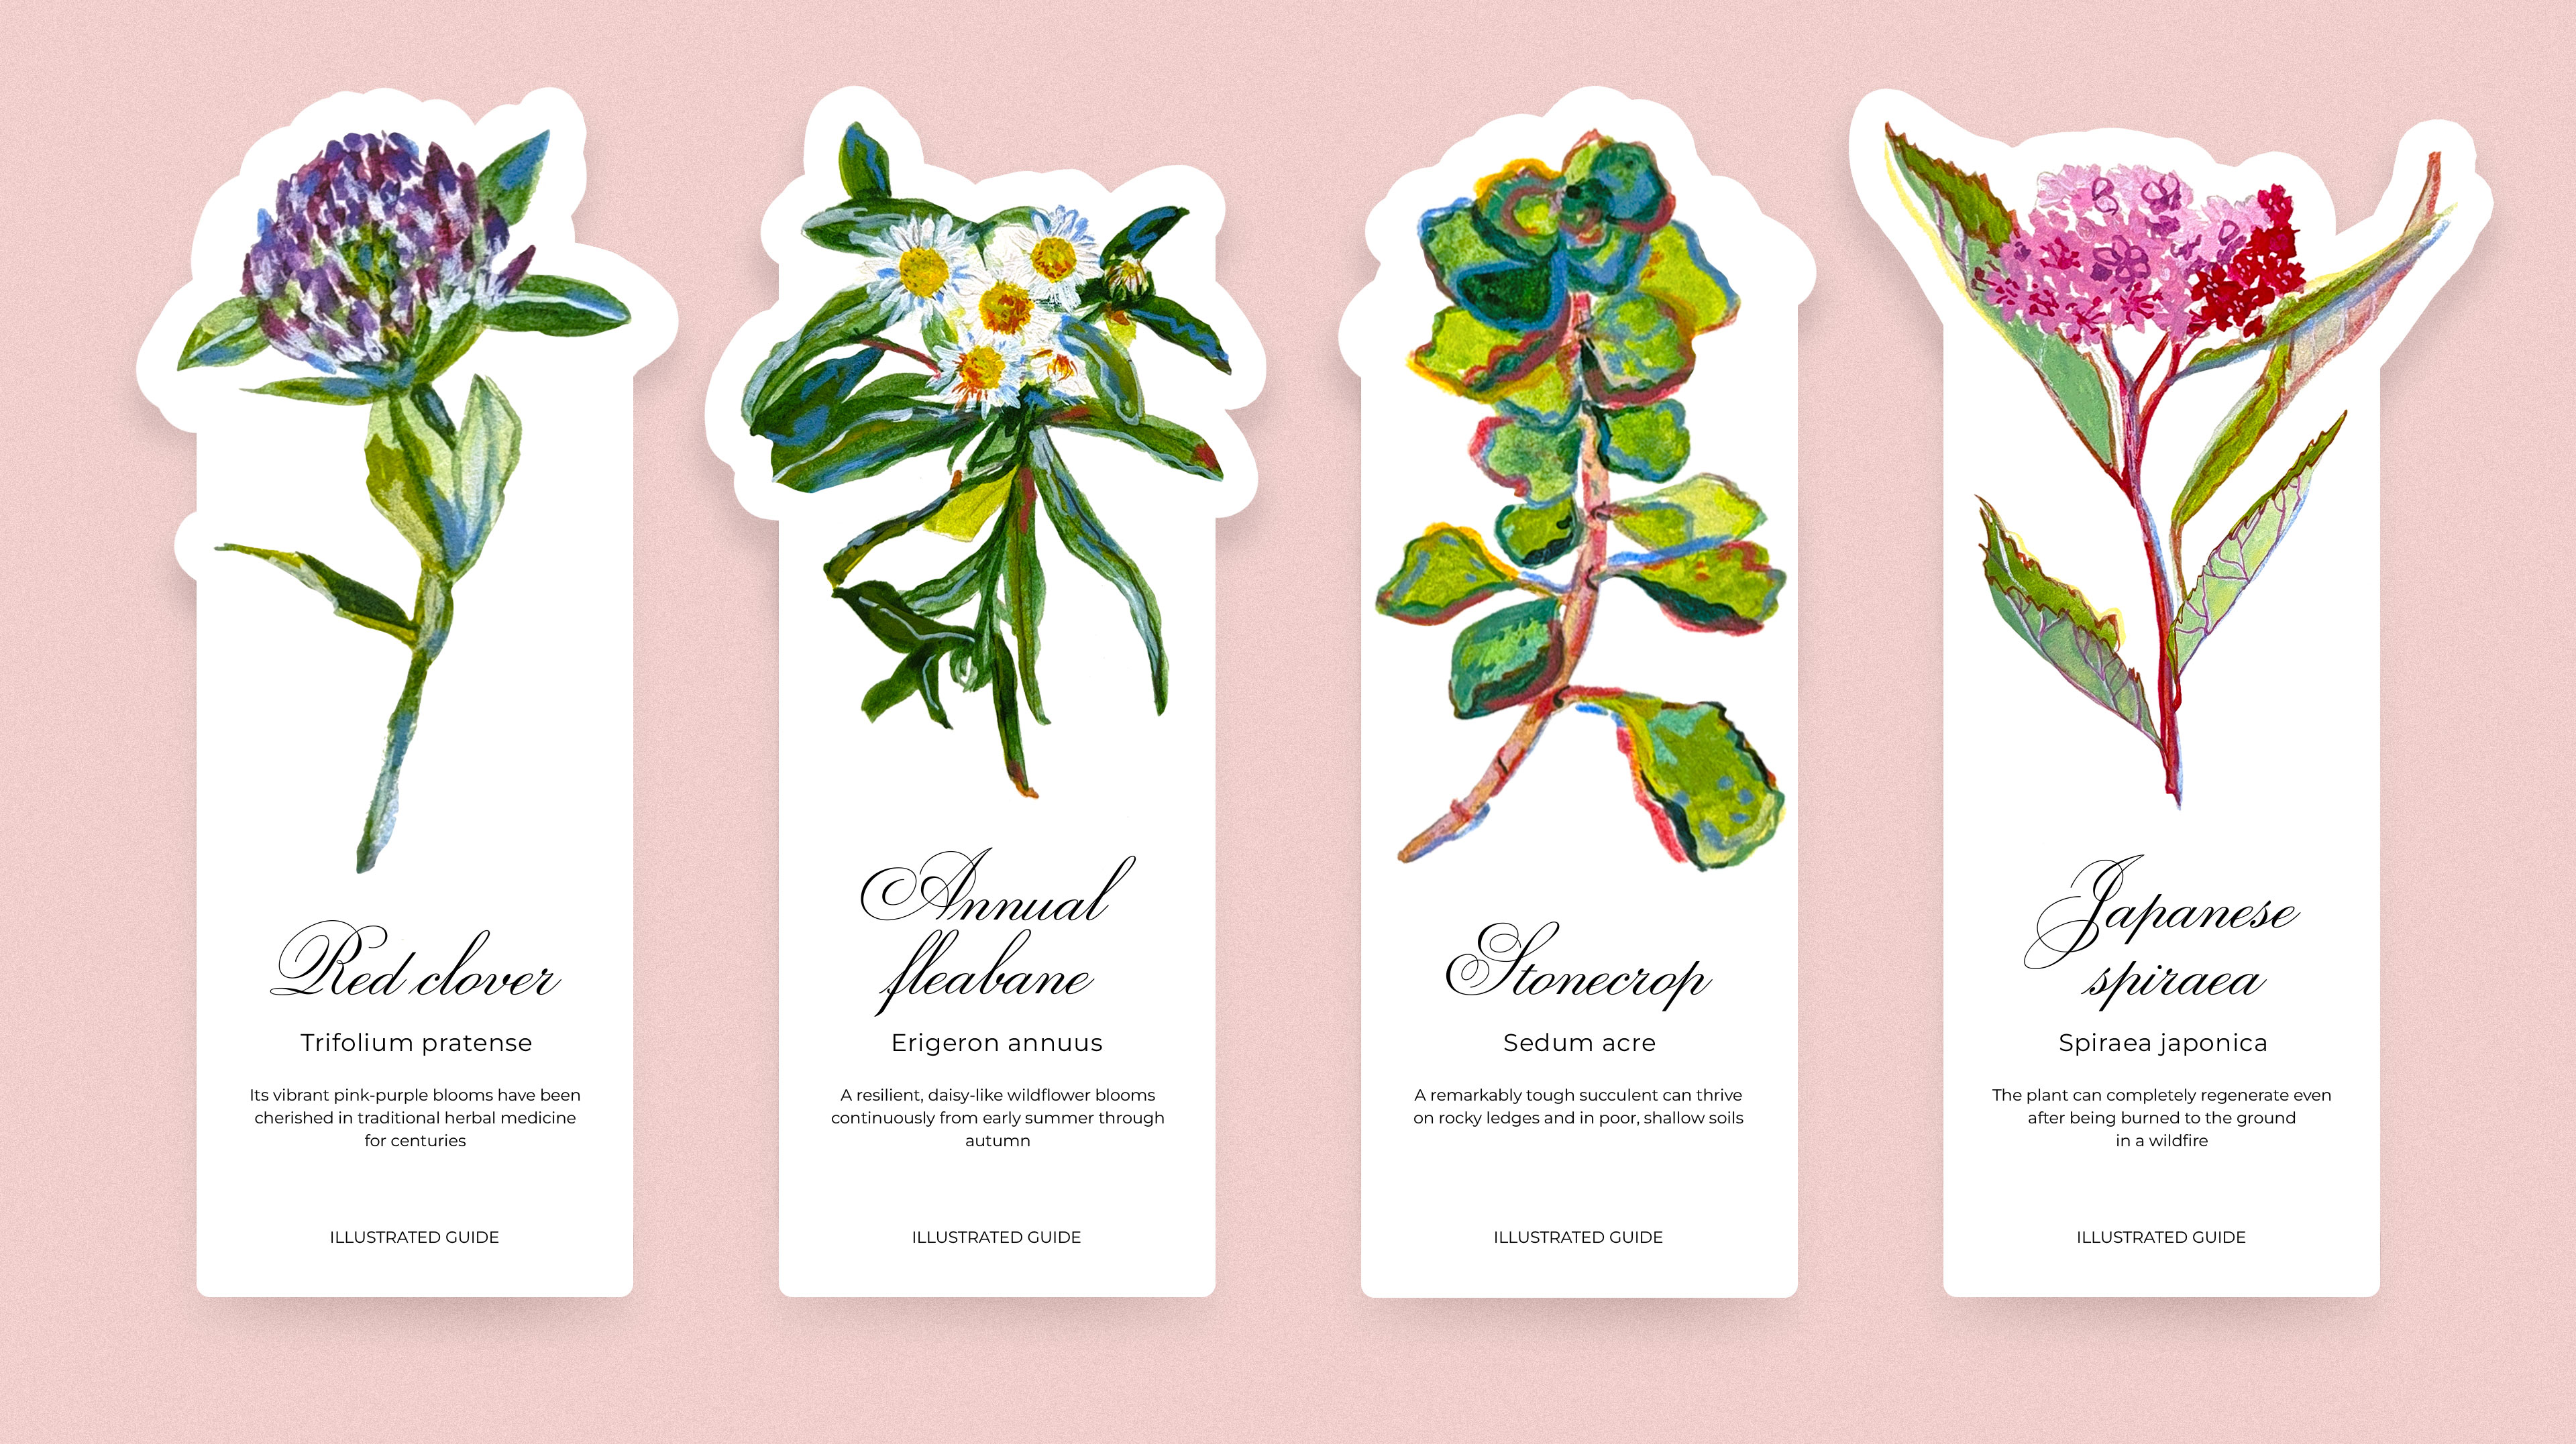 Red clover
Trifolium pratense
Its vibrant pink-purple blooms have been
cherished in traditional herbal medicine
for centuries
ILLUSTRATED GUIDE
Annual
fleabane
Erigeron annuus
A resilient, daisy-like wildflower blooms
continuously from early summer through
autumn
ILLUSTRATED GUIDE
Stonecrop
Sedum acre
A remarkably tough succulent can thrive
on rocky ledges and in poor, shallow soils
ILLUSTRATED GUIDE
Japanese
spiraea
Spiraea japonica
The plant can completely regenerate even
after being burned to the ground
in a wildfire
ILLUSTRATED GUIDE